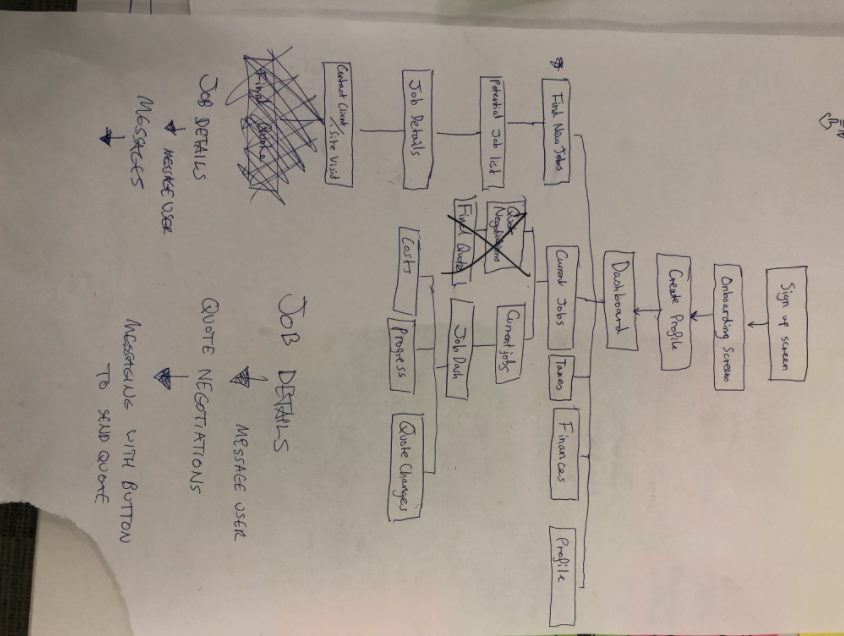 Sign up screen
Onboarding Screens
Create Profile
Dashboard
Find New Jobs
Current Jobs
Taxes
Finances
Profile
Potential Job list
Quote
Negotiations
Current jobs
Final Quote
Job Dash
Job Details
Costs
Progress
Quote Changes
Contact Client
/ Site Visit
Final Quote
JOB DETAILS
MESSAGE USER
MESSAGES
JOB DETAILS
MESSAGE USER
QUOTE NEGOTIATIONS
MESSAGING WITH BUTTON
TO SEND QUOTE